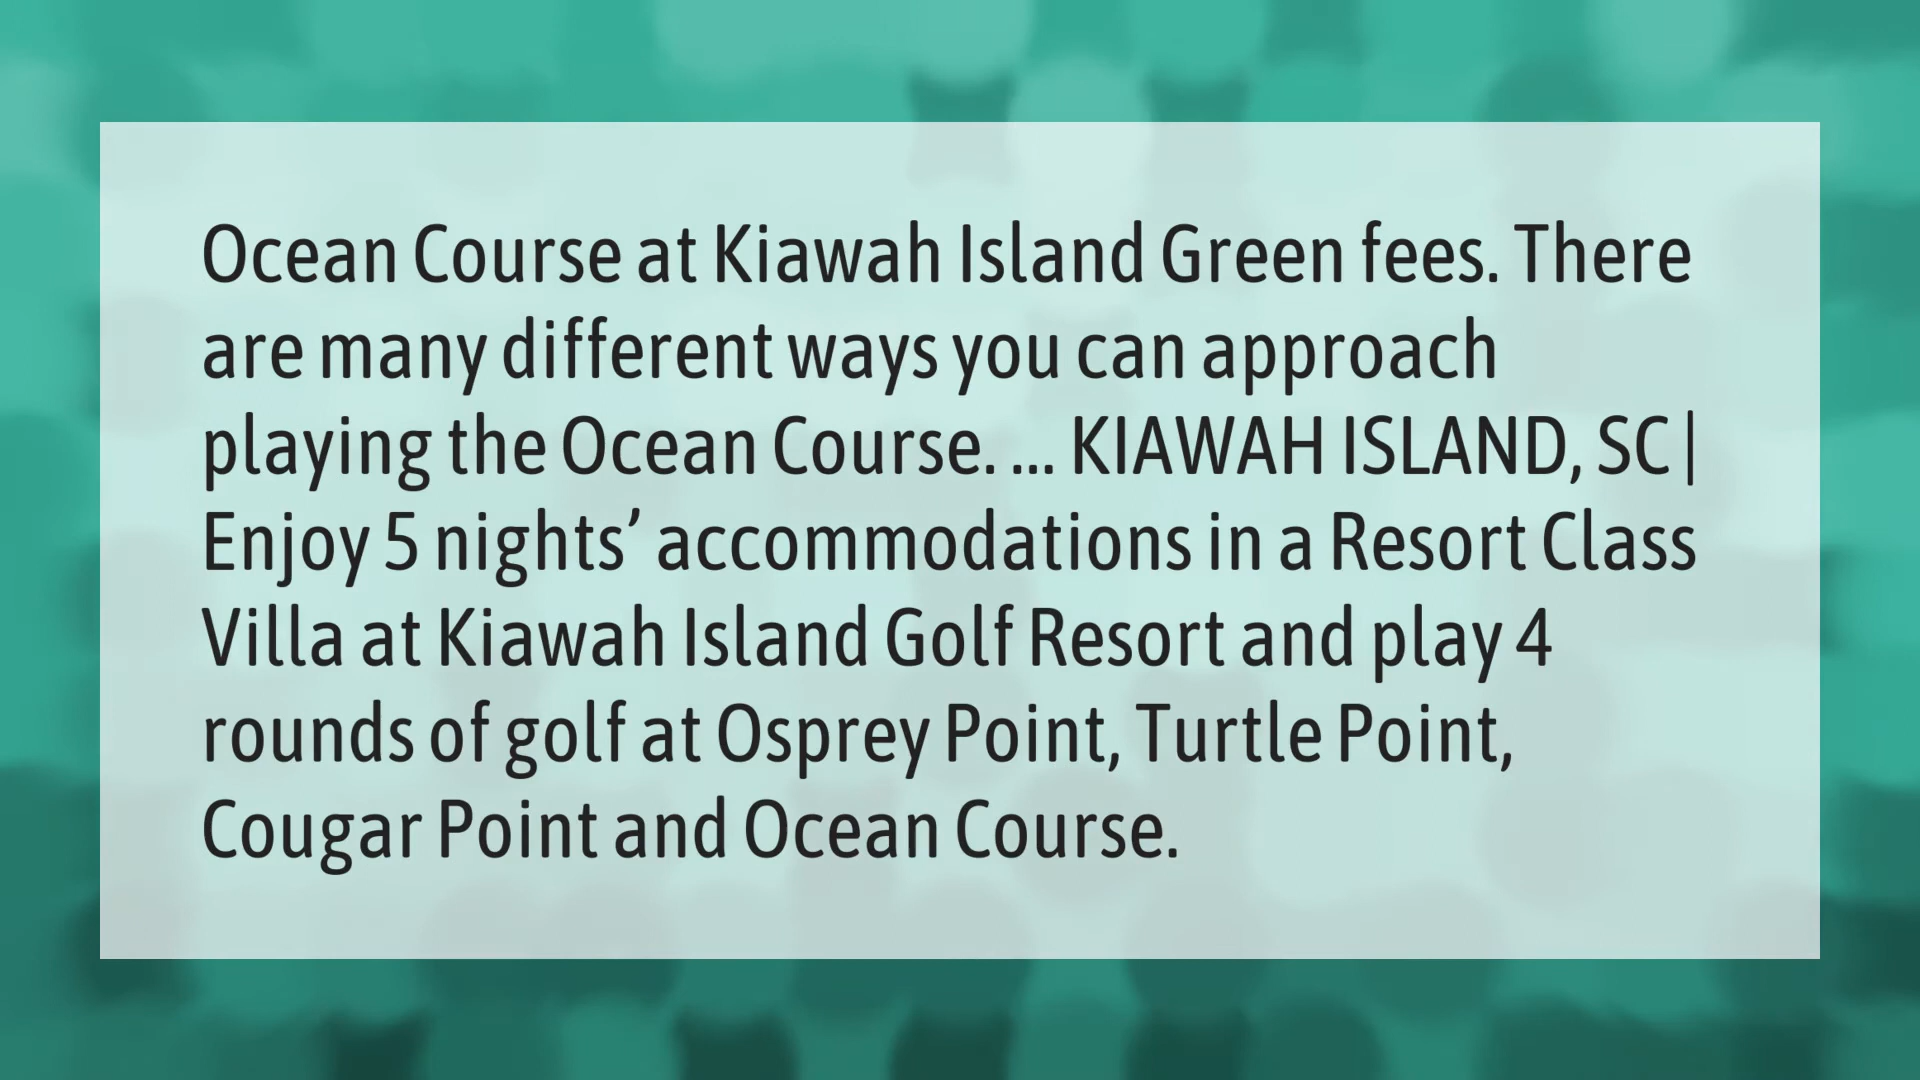 Ocean Course at Kiawah Island Green fees. There
are many different ways you can approach
playing the Ocean Course. ... KIAWAH ISLAND, SC |
Enjoy 5 nights’ accommodations in a Resort Class
Villa at Kiawah Island Golf Resort and play 4
rounds of golf at Osprey Point, Turtle Point,
Cougar Point and Ocean Course.